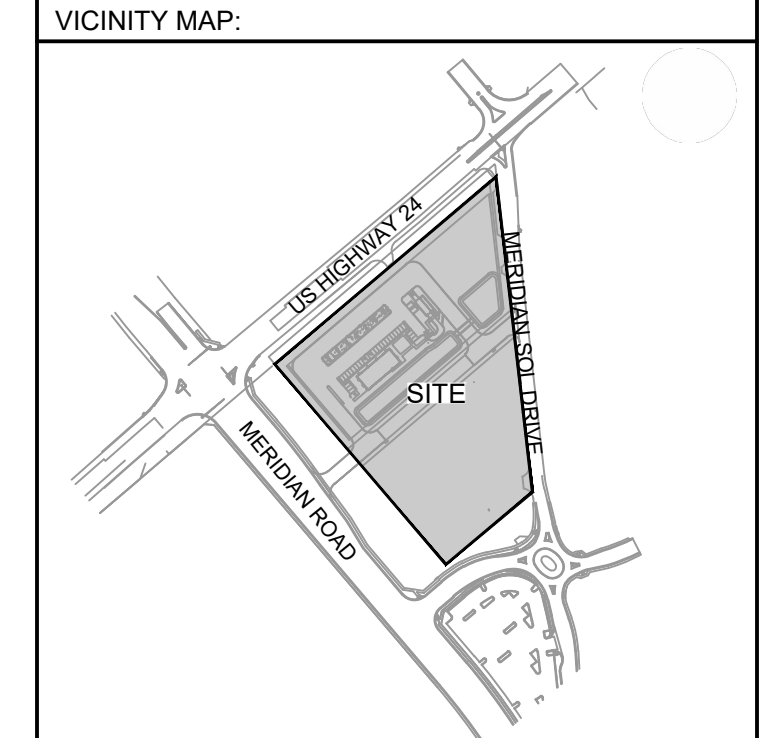 VICINITY MAP:
US HIGHWAY 24
MERIDIAN SOL DRIVE
SITE
MERIDIAN ROAD